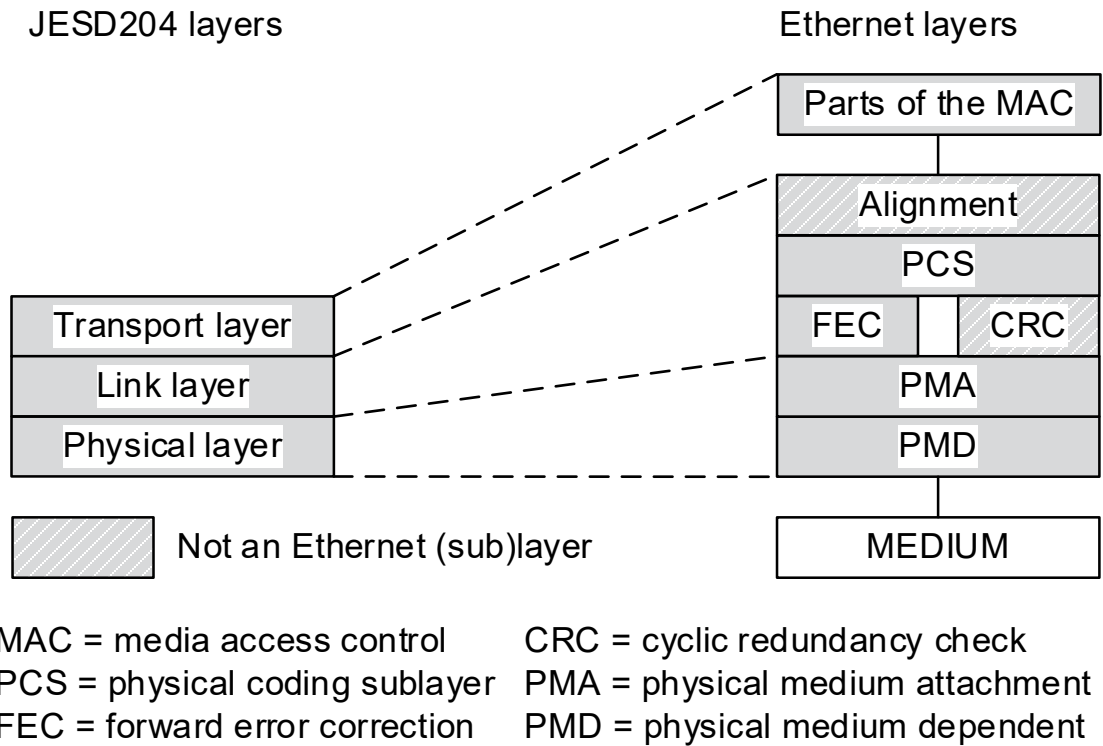 JESD204 layers
Ethernet layers
Parts of the MAC
Alignment
PCS
Transport layer
FEC
CRC
Link layer
PMA
Physical layer
PMD
Not an Ethernet (sub)layer
MEDIUM
MAC = media access control
CRC = cyclic redundancy check
PCS = physical coding sublayer
PMA = physical medium attachment
FEC = forward error correction
PMD = physical medium dependent